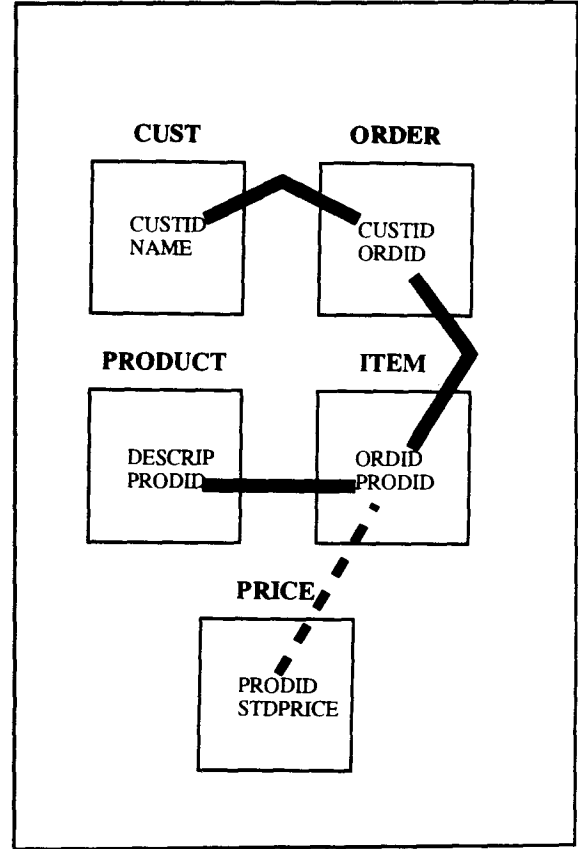 CUST
ORDER
CUSTID
NAME
CUSTID
ORDID
PRODUCT
ITEM
DESCRIP
PRODID
ORDID
PRODID
PRICE
PRODID
STDPRICE